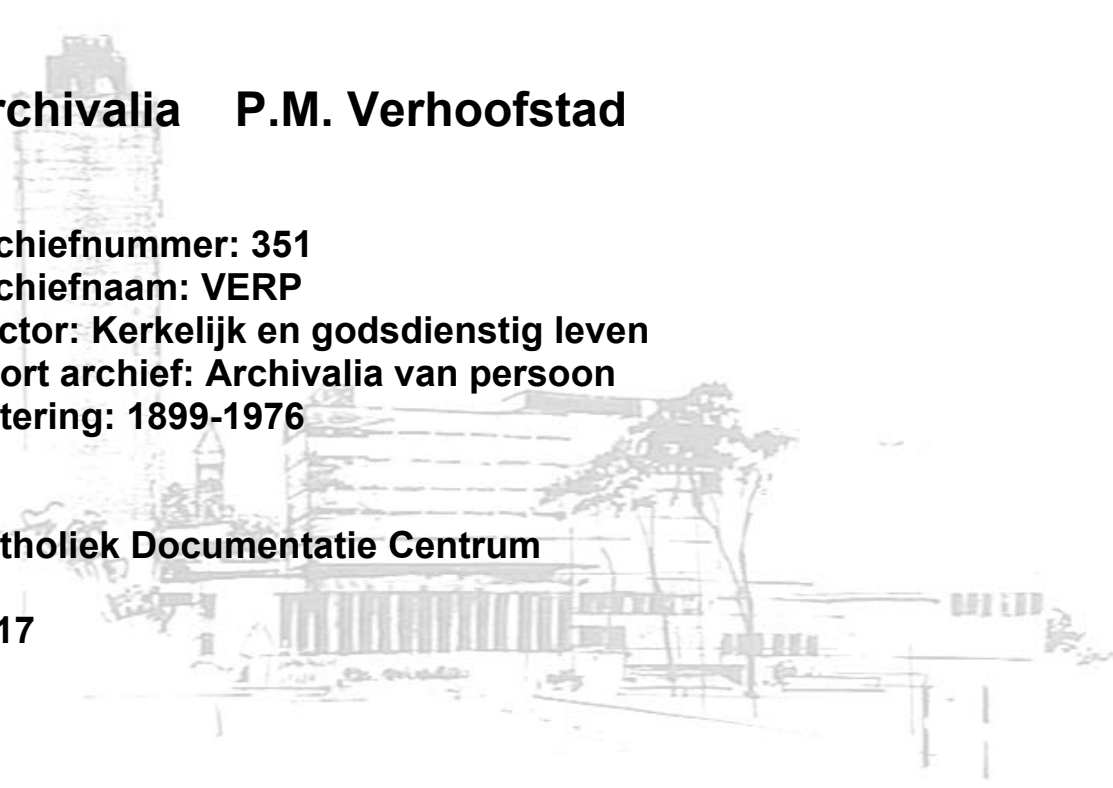 rchivalia P.M. Verhoofstad
chiefnummer: 351
chiefnaam: VERP
ctor: Kerkelijk en godsdienstig leven
ort archief: Archivalia van persoon
tering: 1899-1976
tholiek Documentatie Centrum
17